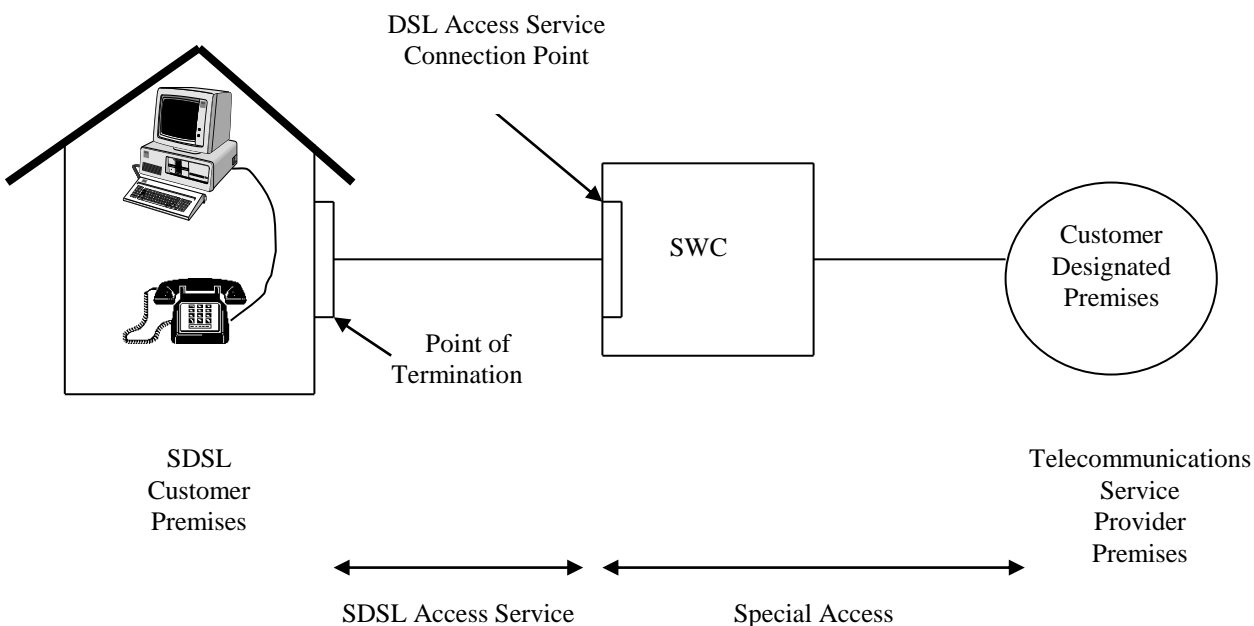 DSL Access Service
Connection Point
SWC
Customer
Designated
Premises
Point of
Termination
SDSL
Customer
Premises
Telecommunications
Service
Provider
Premises
SDSL Access Service
Special Access